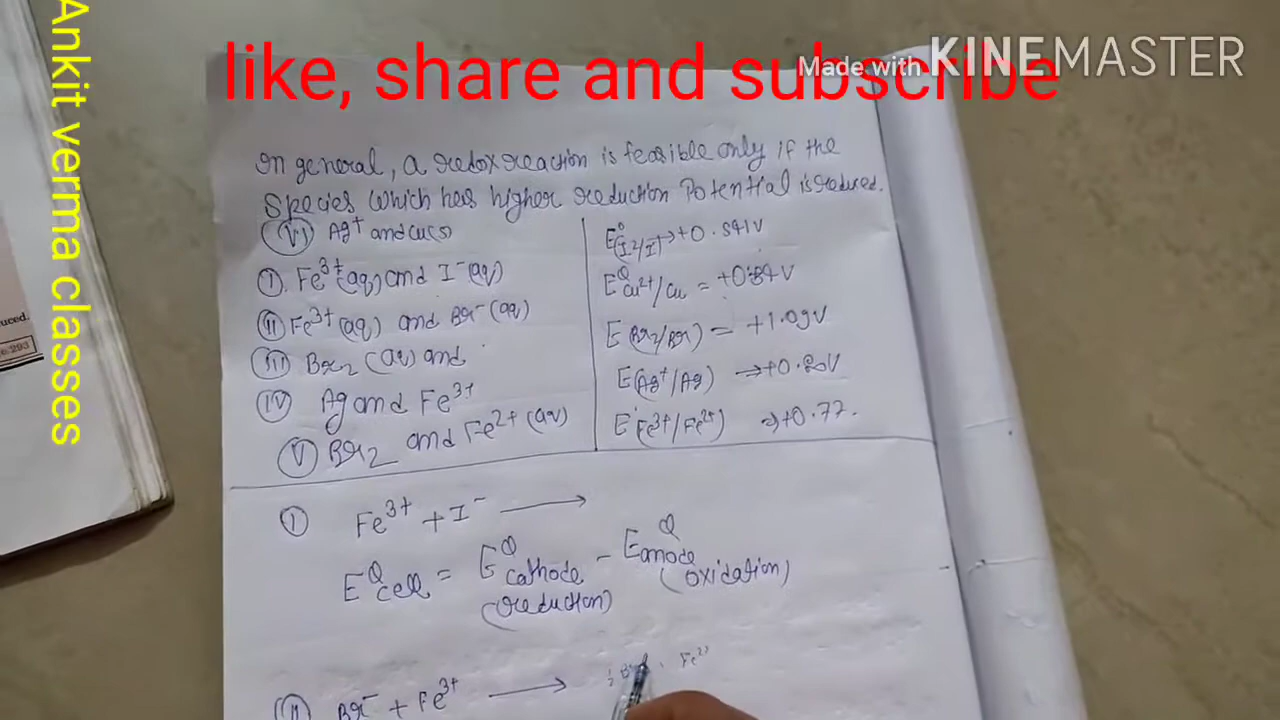 Ankit verma classes
like, share and subscribe
Made with KINEMASTER
uced.
e-293
In general, a redox reaction is feasible only if the
Species which has higher reduction Potential is reduced.
(VI) Ag⁺ and Cu(s)
(I). Fe³⁺(aq) and I⁻(aq)
(II) Fe³⁺(aq) and Br⁻(aq)
(III) Br₂ (aq) and
(IV) Ag and Fe³⁺
(V) Br₂ and Fe²⁺(aq)
E°(I₂/I⁻) → +0.541V
E°Cu²⁺/Cu = +0.34V
E(Br₂/Br⁻) = +1.09V
E(Ag⁺/Ag) → +0.80V
E°(Fe³⁺/Fe²⁺) ⇒ +0.77.
(I) Fe³⁺ + I⁻ ⟶
E°cell = E°cathode - E°anode
(reduction) (oxidation)
(II) Br⁻ + Fe³⁺ ⟶ Fe²⁺